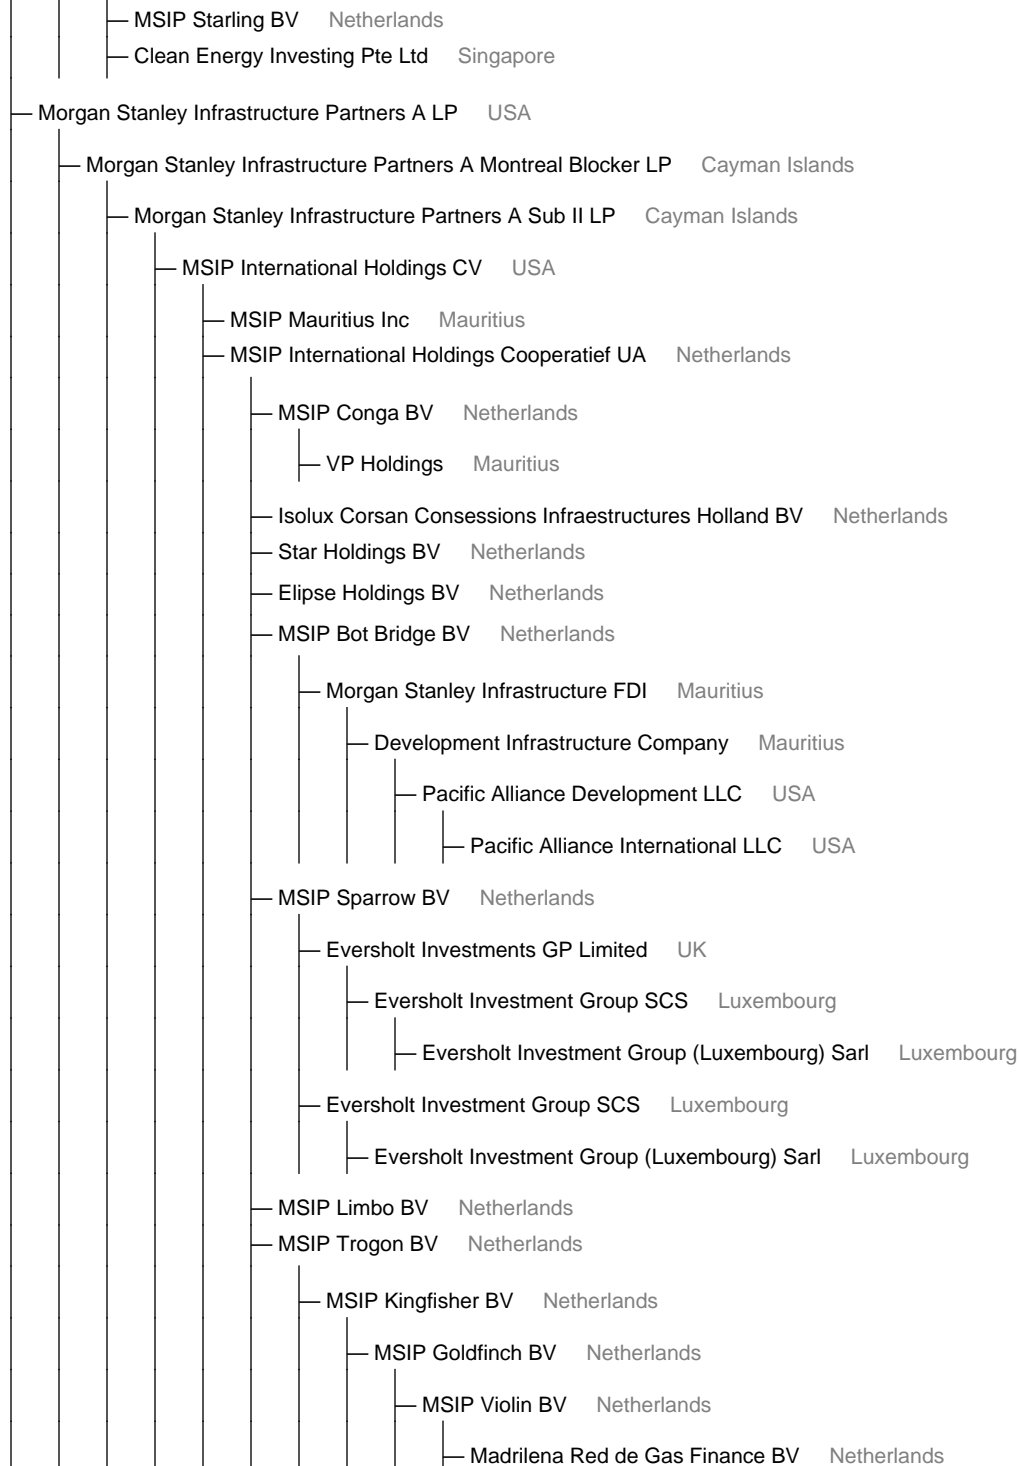 MSIP Starling BV Netherlands
Clean Energy Investing Pte Ltd Singapore
Morgan Stanley Infrastructure Partners A LP USA
Morgan Stanley Infrastructure Partners A Montreal Blocker LP Cayman Islands
Morgan Stanley Infrastructure Partners A Sub II LP Cayman Islands
MSIP International Holdings CV USA
MSIP Mauritius Inc Mauritius
MSIP International Holdings Cooperatief UA Netherlands
MSIP Conga BV Netherlands
VP Holdings Mauritius
Isolux Corsan Consessions Infraestructures Holland BV Netherlands
Star Holdings BV Netherlands
Elipse Holdings BV Netherlands
MSIP Bot Bridge BV Netherlands
Morgan Stanley Infrastructure FDI Mauritius
Development Infrastructure Company Mauritius
Pacific Alliance Development LLC USA
Pacific Alliance International LLC USA
MSIP Sparrow BV Netherlands
Eversholt Investments GP Limited UK
Eversholt Investment Group SCS Luxembourg
Eversholt Investment Group (Luxembourg) Sarl Luxembourg
Eversholt Investment Group SCS Luxembourg
Eversholt Investment Group (Luxembourg) Sarl Luxembourg
MSIP Limbo BV Netherlands
MSIP Trogon BV Netherlands
MSIP Kingfisher BV Netherlands
MSIP Goldfinch BV Netherlands
MSIP Violin BV Netherlands
Madrilena Red de Gas Finance BV Netherlands